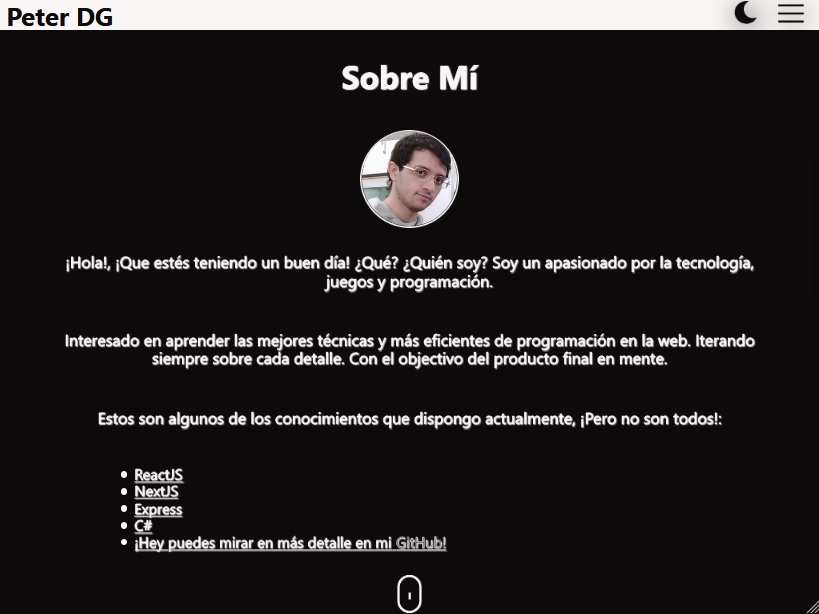 Peter DG
Sobre Mí
¡Hola!, ¡Que estés teniendo un buen día! ¿Qué? ¿Quién soy? Soy un apasionado por la tecnología,
juegos y programación.
Interesado en aprender las mejores técnicas y más eficientes de programación en la web. Iterando
siempre sobre cada detalle. Con el objectivo del producto final en mente.
Estos son algunos de los conocimientos que dispongo actualmente, ¡Pero no son todos!:
ReactJS
NextJS
Express
C#
¡Hey puedes mirar en más detalle en mi GitHub!